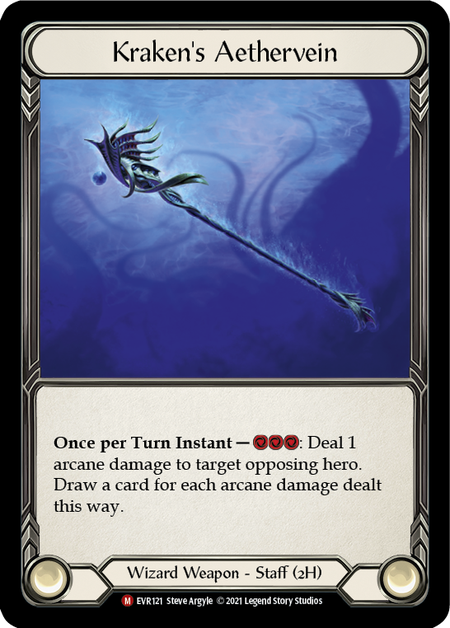 Kraken's Aethervein
Once per Turn Instant — : Deal 1
arcane damage to target opposing hero.
Draw a card for each arcane damage dealt
this way.
Wizard Weapon - Staff (2H)
M EVR121 Steve Argyle © 2021 Legend Story Studios